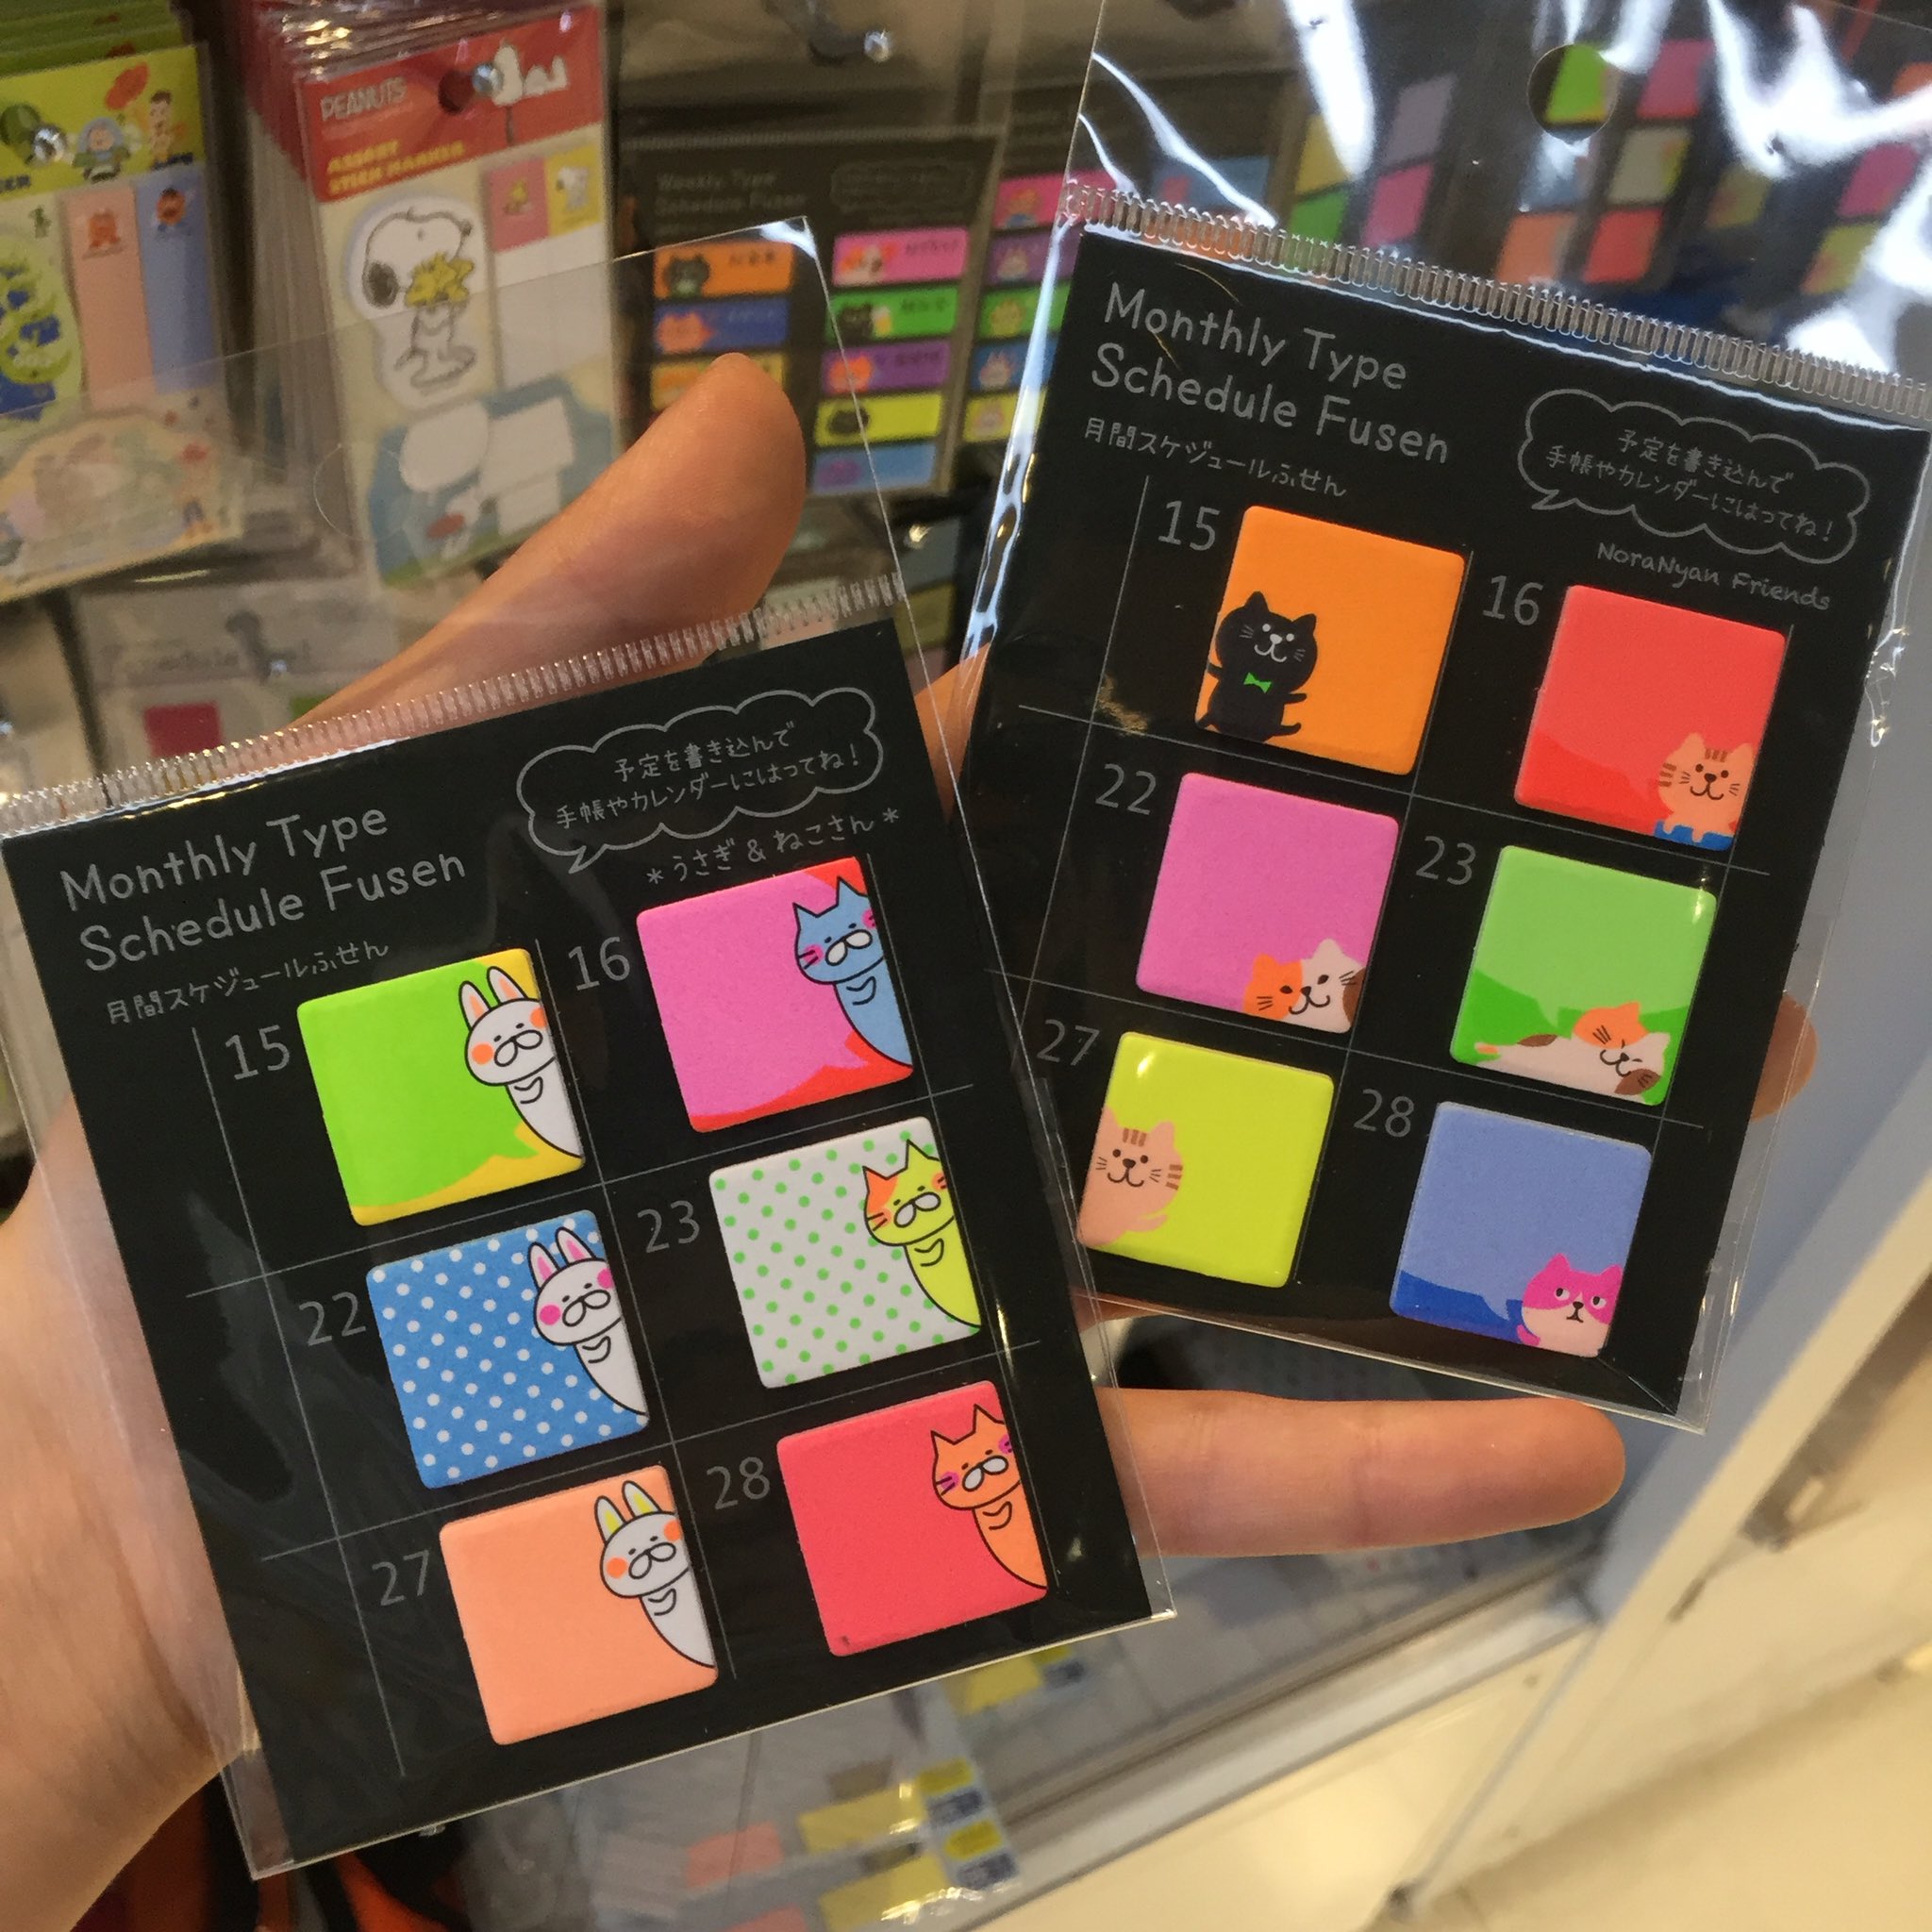 PEANUTS
ASSORT
STICK MARKER
Weekly Type
Schedule Fusen
Monthly Type
Schedule Fusen
月間スケジュールふせん
予定を書き込んで
手帳やカレンダーにはってね!
NoraNyan Friends
15
16
22
23
27
28
Monthly Type
Schedule Fusen
月間スケジュールふせん
予定を書き込んで
手帳やカレンダーにはってね!
*うさぎ&ねこさん*
15
16
22
23
27
28